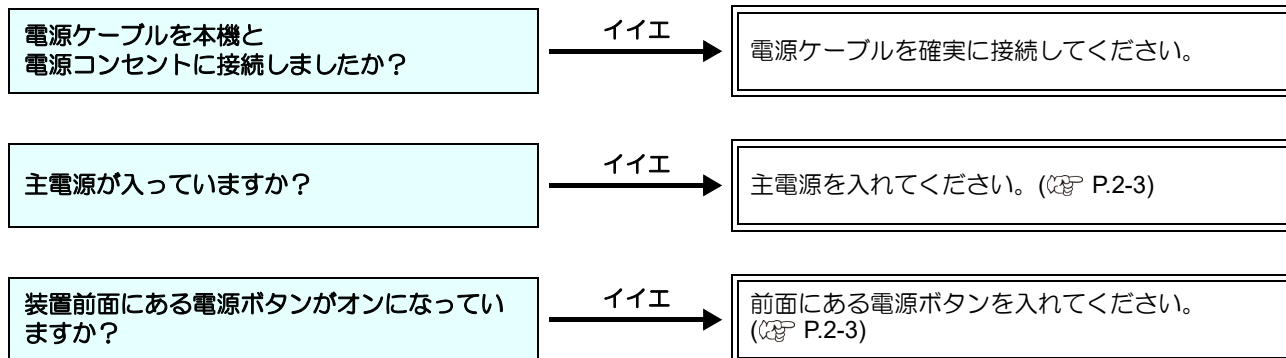 電源ケーブルを本機と
電源コンセントに接続しましたか？
イイエ
電源ケーブルを確実に接続してください。
主電源が入っていますか？
イイエ
主電源を入れてください。(☞ P.2-3)
装置前面にある電源ボタンがオンになってい
ますか？
イイエ
前面にある電源ボタンを入れてください。
(☞ P.2-3)